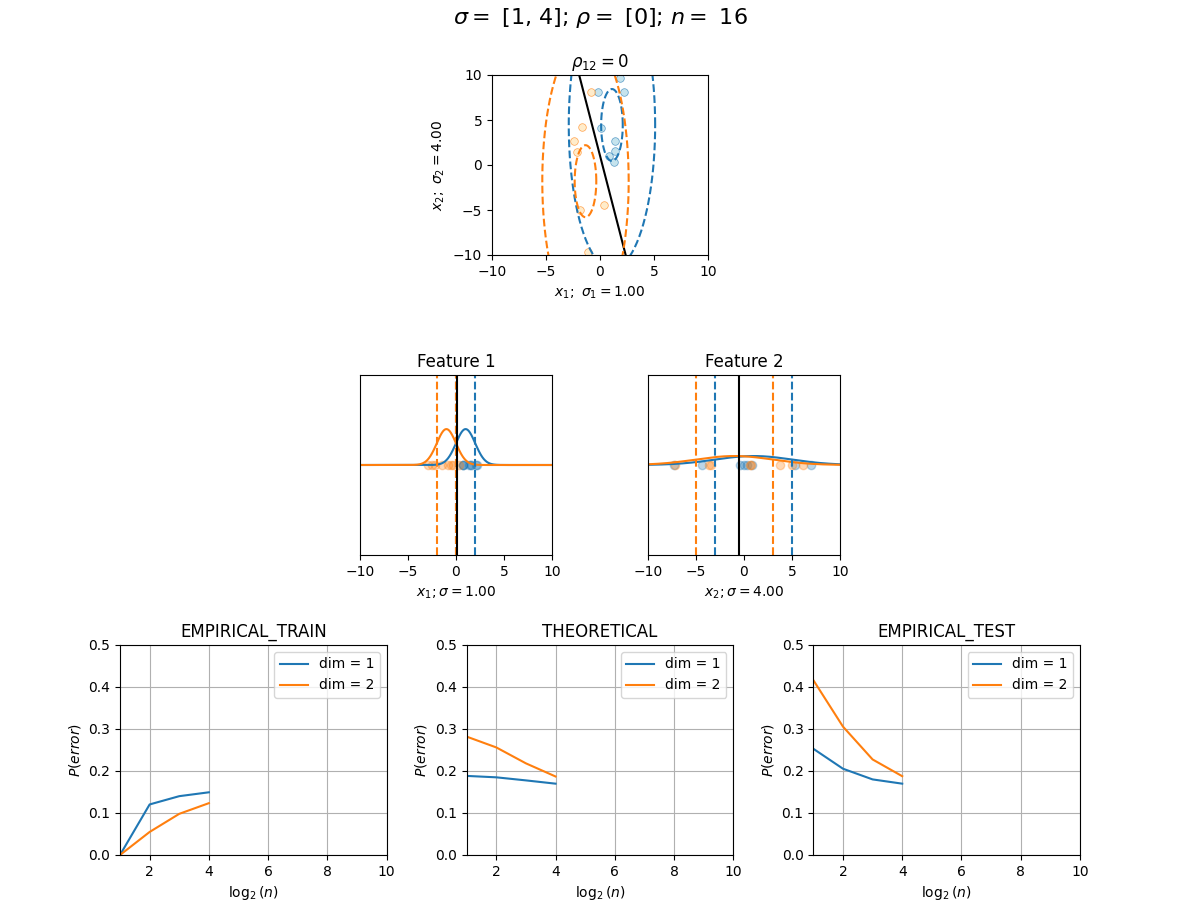 σ = [1, 4]; ρ = [0]; n = 16
ρ₁₂ = 0
10
5
0
−5
−10
x₂; σ₂ = 4.00
−10 −5 0 5 10
x₁; σ₁ = 1.00
Feature 1 Feature 2
−10 −5 0 5 10 −10 −5 0 5 10
x₁; σ = 1.00 x₂; σ = 4.00
EMPIRICAL_TRAIN
0.5
0.4
0.3
0.2
0.1
0.0
P(error)
dim = 1
dim = 2
2 4 6 8 10
log₂(n)
THEORETICAL
0.5
0.4
0.3
0.2
0.1
0.0
P(error)
dim = 1
dim = 2
2 4 6 8 10
log₂(n)
EMPIRICAL_TEST
0.5
0.4
0.3
0.2
0.1
0.0
P(error)
dim = 1
dim = 2
2 4 6 8 10
log₂(n)